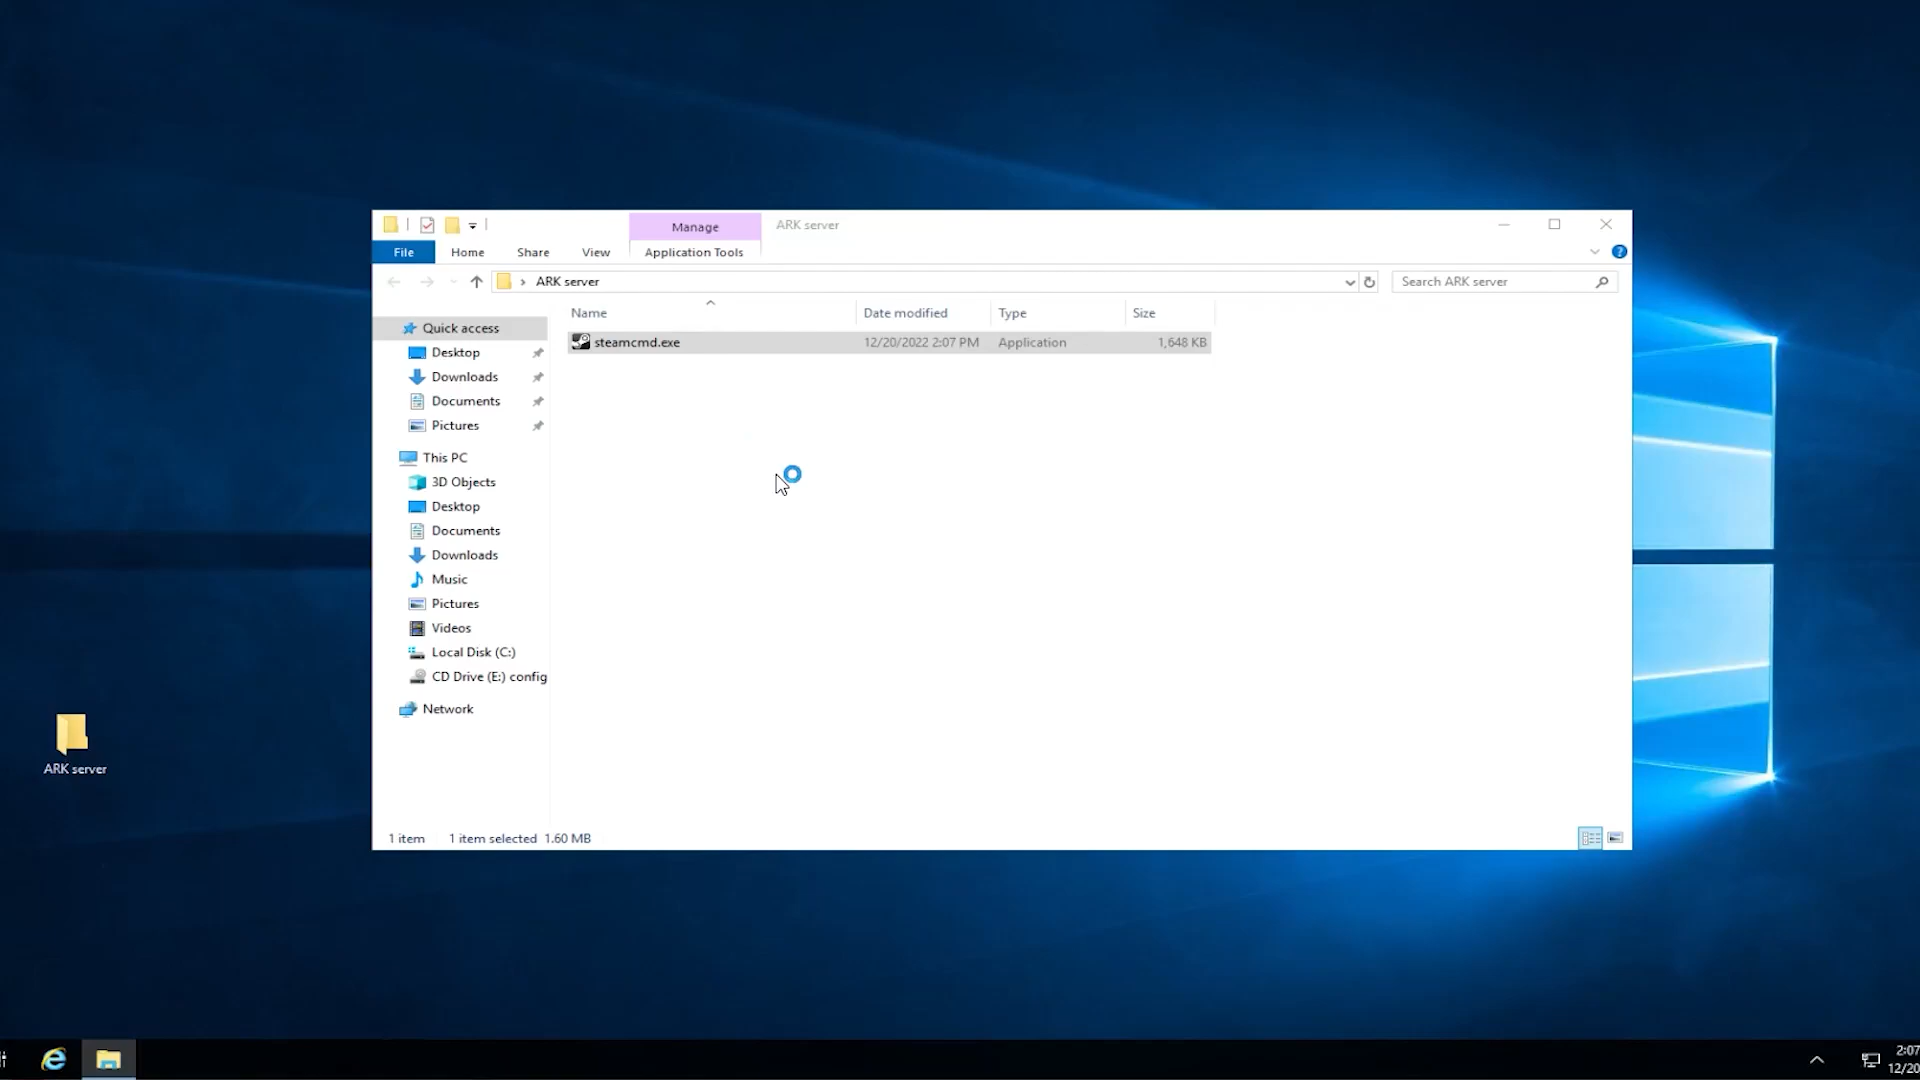 Manage
ARK server
File
Home
Share
View
Application Tools
ARK server
Search ARK server
Name
Date modified
Type
Size
Quick access
steamcmd.exe
12/20/2022 2:07 PM
Application
1,648 KB
Desktop
Downloads
Documents
Pictures
This PC
3D Objects
Desktop
Documents
Downloads
Music
Pictures
Videos
Local Disk (C:)
CD Drive (E:) config
Network
ARK server
1 item
1 item selected 1.60 MB
2:07
12/20